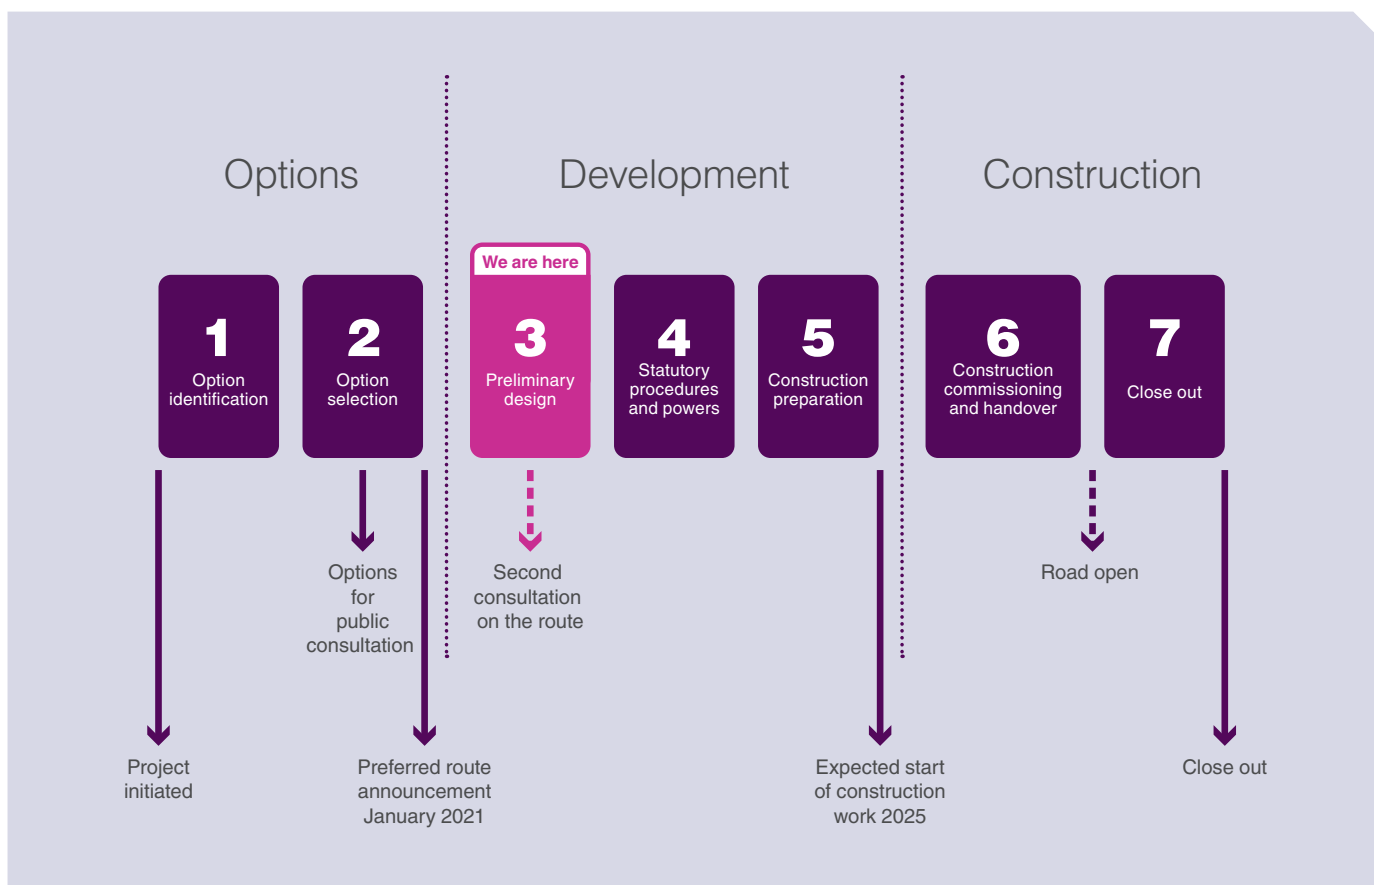 Options
Development
Construction
We are here
1
Option
identification
2
Option
selection
3
Preliminary
design
4
Statutory
procedures
and powers
5
Construction
preparation
6
Construction
commissioning
and handover
7
Close out
Options
for
public
consultation
Second
consultation
on the route
Road open
Project
initiated
Preferred route
announcement
January 2021
Expected start
of construction
work 2025
Close out